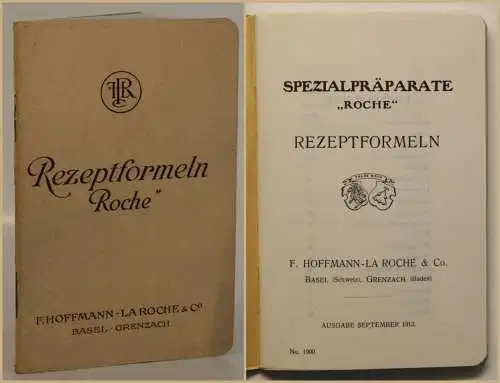 Rezeptformeln
Roche"
F. HOFFMANN-LA ROCHE & Co
BASEL-GRENZACH.
SPEZIALPRÄPARATE
„ROCHE"
REZEPTFORMELN
F. HOFFMANN-LA ROCHE & Co.
BASEL (Schweiz), GRENZACH (Baden)
AUSGABE SEPTEMBER 1912.
No. 1900.